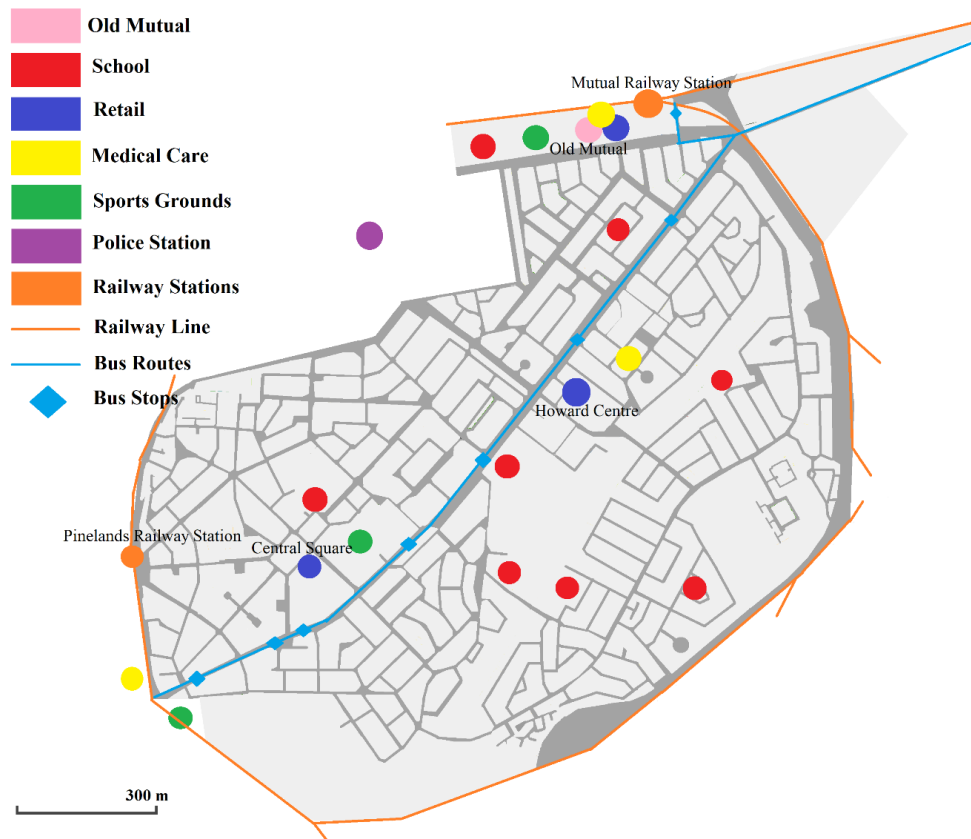 Old Mutual
School
Retail
Medical Care
Sports Grounds
Police Station
Railway Stations
Railway Line
Bus Routes
Bus Stops
Mutual Railway Station
Old Mutual
Howard Centre
Pinelands Railway Station
Central Square
300 m